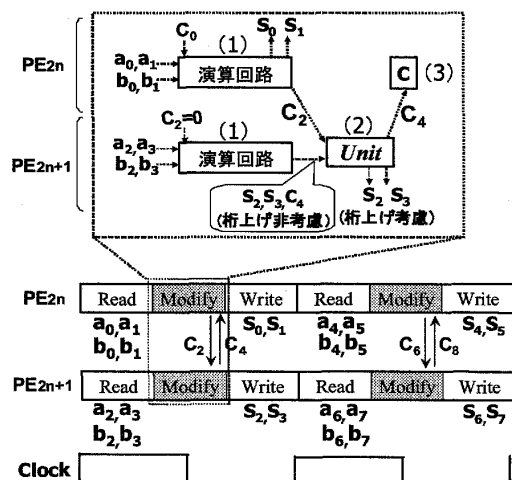 C₀
(1)
S₀ S₁
PE2n
a₀,a₁
b₀,b₁
演算回路
C
(3)
C₂
C₄
C₂=0
(1)
(2)
PE2n+1
a₂,a₃
b₂,b₃
演算回路
Unit
S₂,S₃,C₄
(桁上げ非考慮)
S₂ S₃
(桁上げ考慮)
PE2n
Read
Modify
Write
Read
Modify
Write
a₀,a₁
b₀,b₁
C₂
C₄
S₀,S₁
a₄,a₅
b₄,b₅
C₆
C₈
S₄,S₅
PE2n+1
Read
Modify
Write
Read
Modify
Write
a₂,a₃
b₂,b₃
S₂,S₃
a₆,a₇
b₆,b₇
S₆,S₇
Clock